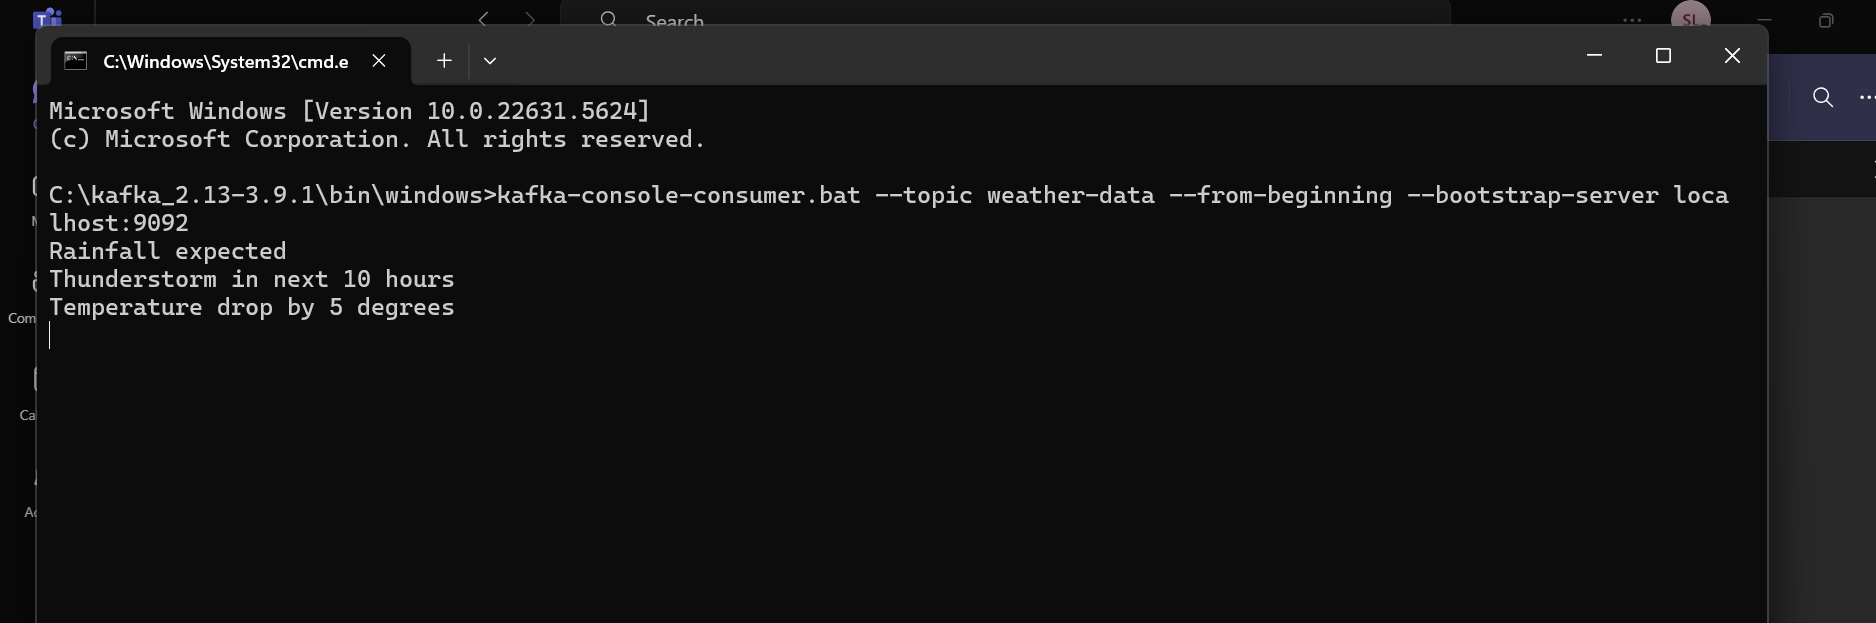 Search
SL
C:\Windows\System32\cmd.e
Microsoft Windows [Version 10.0.22631.5624]
(c) Microsoft Corporation. All rights reserved.
C:\kafka_2.13-3.9.1\bin\windows>kafka-console-consumer.bat --topic weather-data --from-beginning --bootstrap-server loca
lhost:9092
Rainfall expected
Thunderstorm in next 10 hours
Temperature drop by 5 degrees
Com
Ca